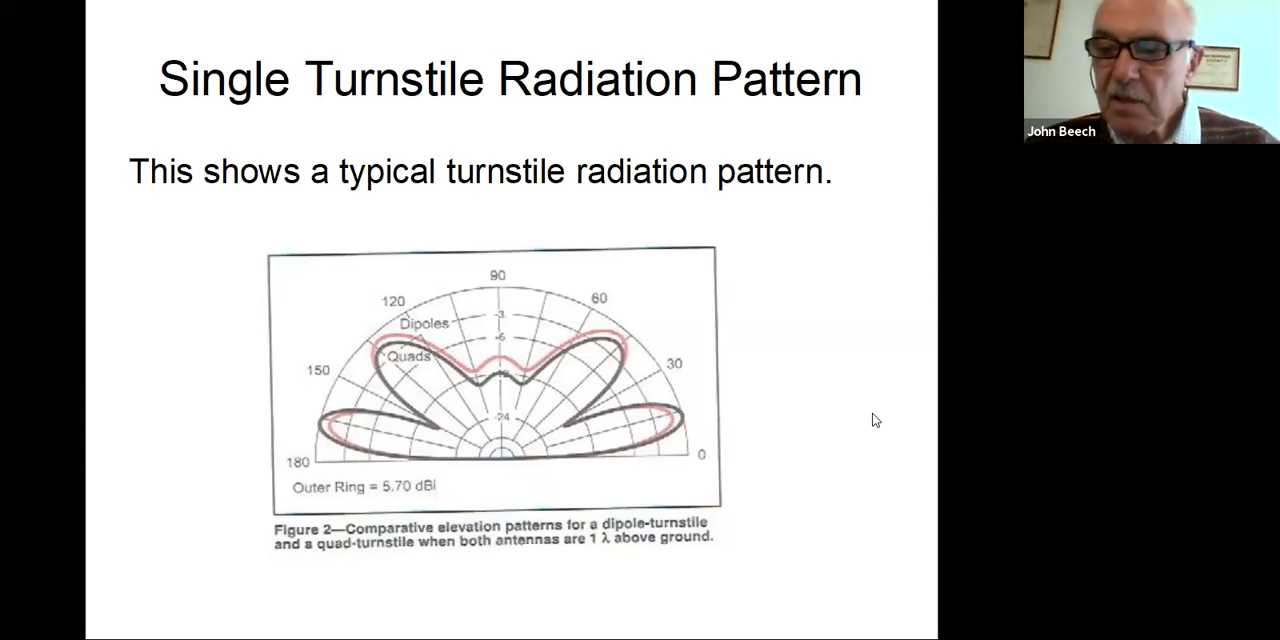 Single Turnstile Radiation Pattern
This shows a typical turnstile radiation pattern.
90
120
60
-3
Dipoles
-6
Quads
150
30
-24
180
0
Outer Ring = 5.70 dBi
Figure 2—Comparative elevation patterns for a dipole-turnstile
and a quad-turnstile when both antennas are 1 λ above ground.
John Beech
SOCIETY